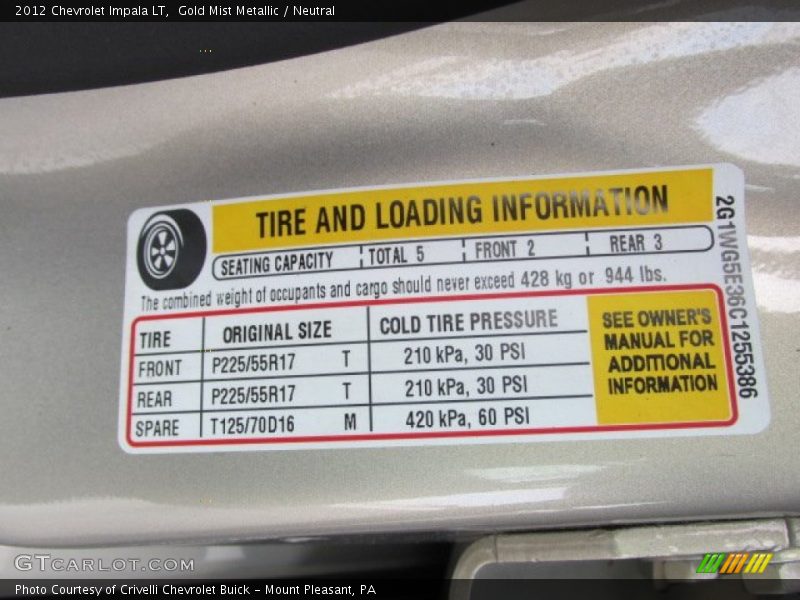 2012 Chevrolet Impala LT,  Gold Mist Metallic / Neutral
TIRE AND LOADING INFORMATION
SEATING CAPACITY TOTAL 5 FRONT 2 REAR 3
The combined weight of occupants and cargo should never exceed 428 kg or 944 lbs.
TIRE ORIGINAL SIZE COLD TIRE PRESSURE
FRONT P225/55R17 T 210 kPa, 30 PSI
REAR P225/55R17 T 210 kPa, 30 PSI
SPARE T125/70D16 M 420 kPa, 60 PSI
SEE OWNER'S
MANUAL FOR
ADDITIONAL
INFORMATION
2G1WG5E36C1255386
GTCARLOT.COM
Photo Courtesy of Crivelli Chevrolet Buick - Mount Pleasant, PA